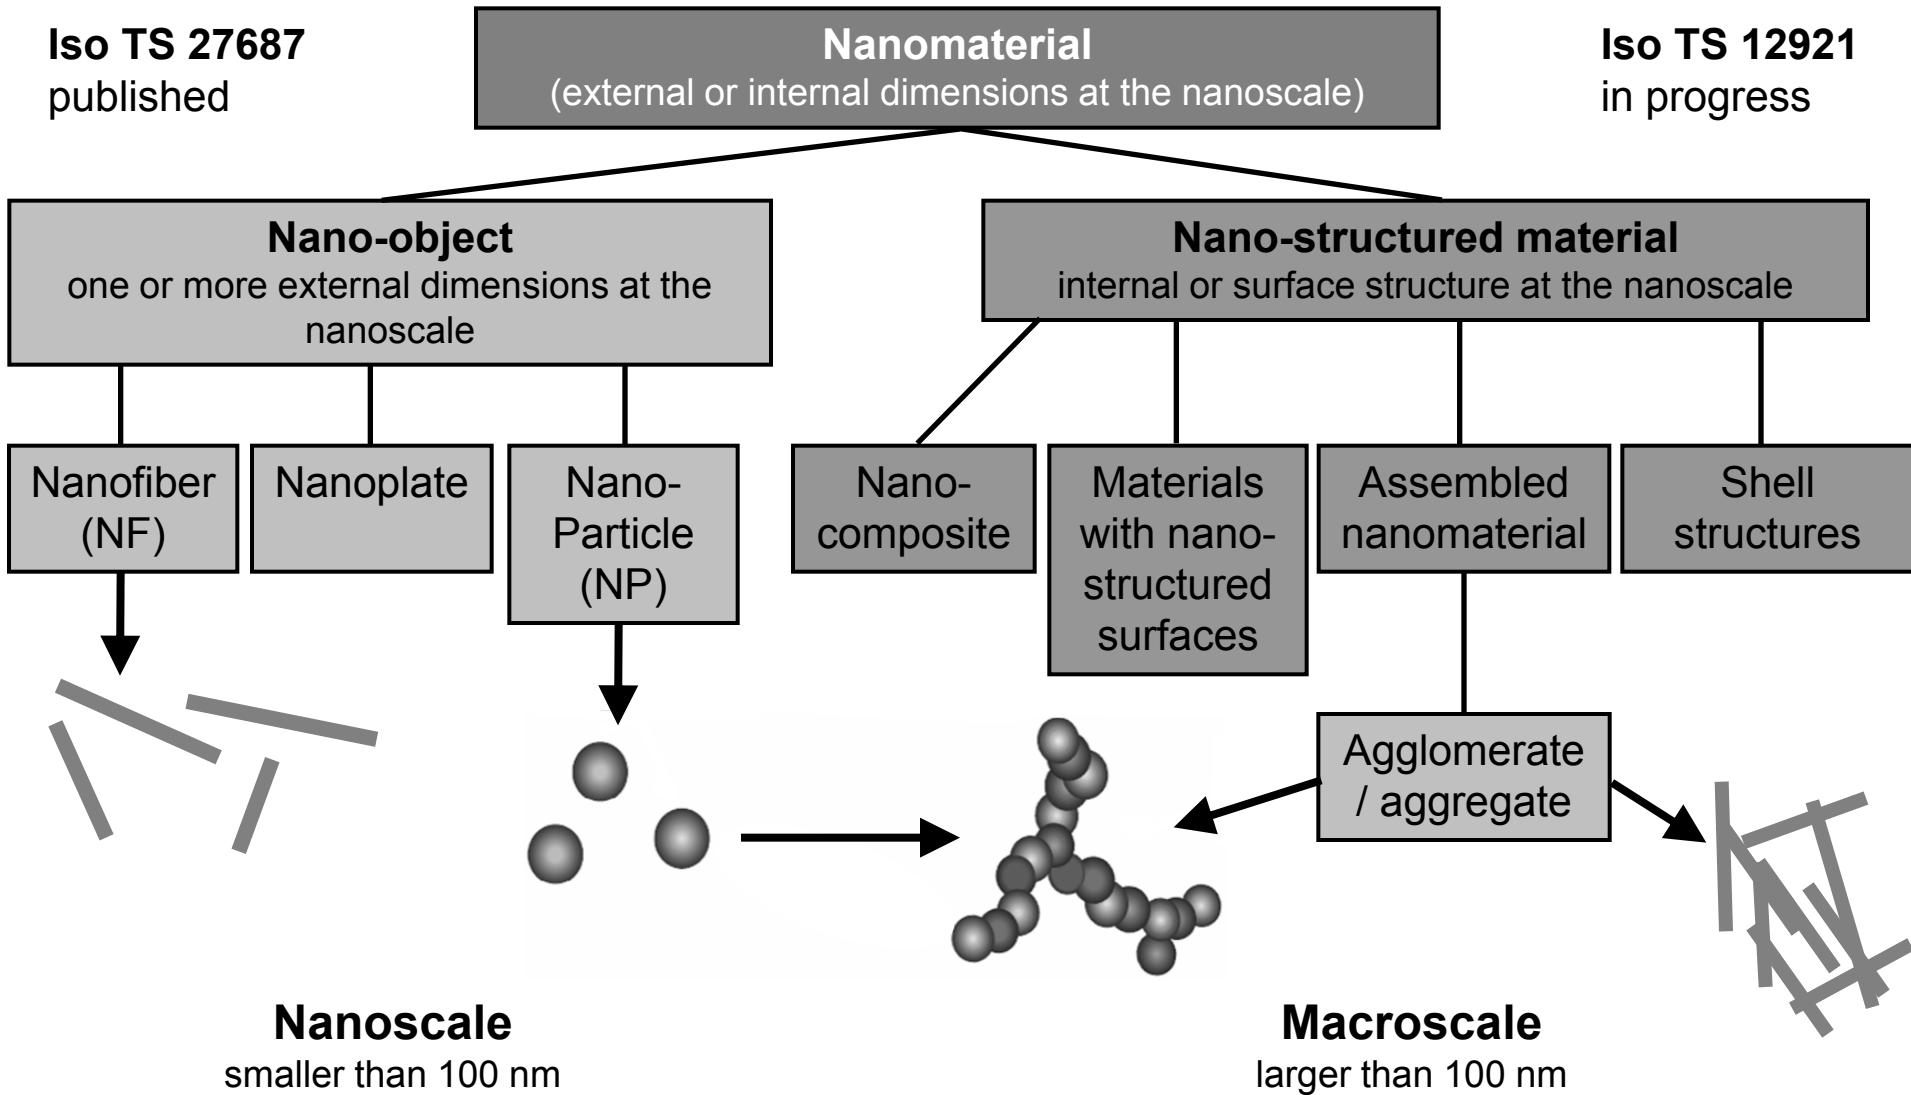 Iso TS 27687
published
Nanomaterial
(external or internal dimensions at the nanoscale)
Iso TS 12921
in progress
Nano-object
one or more external dimensions at the
nanoscale
Nano-structured material
internal or surface structure at the nanoscale
Nanofiber
(NF)
Nanoplate
Nano-
Particle
(NP)
Nano-
composite
Materials
with nano-
structured
surfaces
Assembled
nanomaterial
Shell
structures
Agglomerate
/ aggregate
Nanoscale
smaller than 100 nm
Macroscale
larger than 100 nm